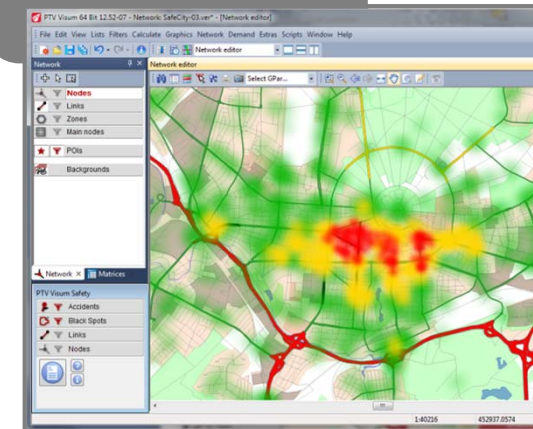 PTV Visum 64 Bit 12.52-07 - Network: SafeCity-03.ver* - [Network editor]
File Edit View Lists Filters Calculate Graphics Network Demand Extras Scripts Window Help
Network editor
Network
Network editor
Select GPar...
Nodes
Links
Zones
Main nodes
POIs
Backgrounds
Network
Matrices
PTV Visum Safety
Accidents
Black Spots
Links
Nodes
1:40216
452937.0574